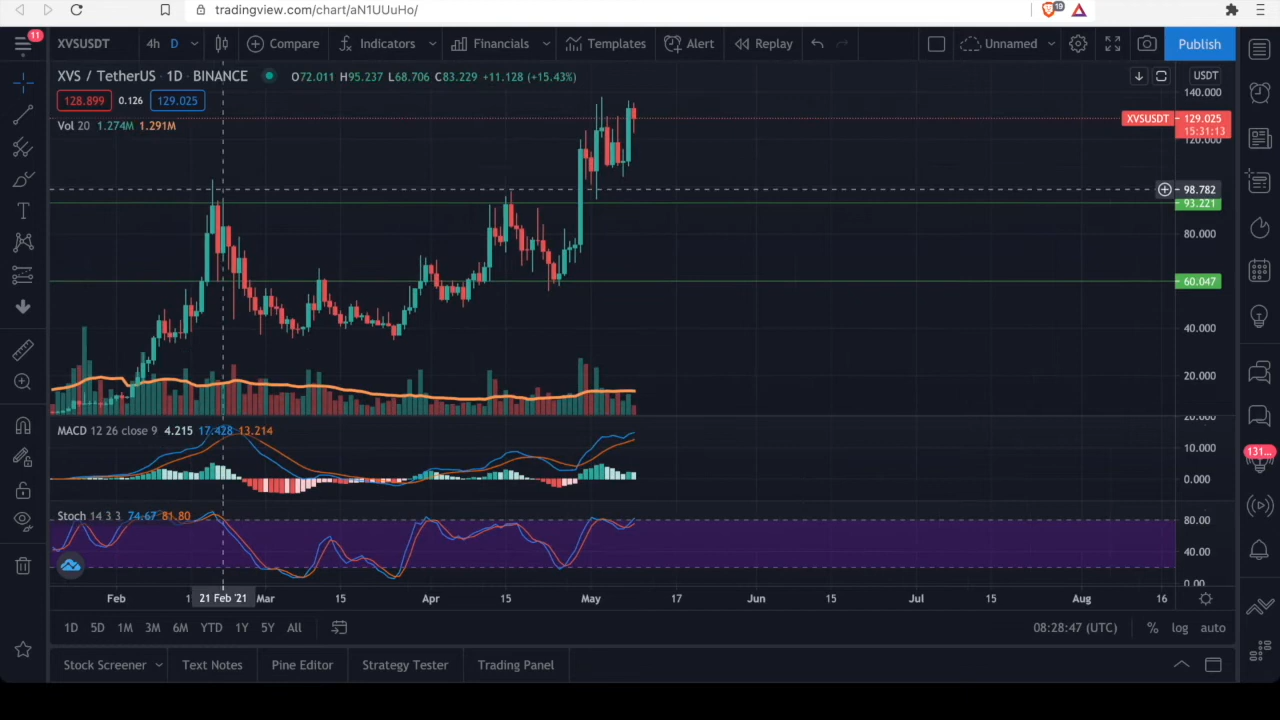 19
tradingview.com/chart/aN1UUuHo/
11
XVSUSDT 4h D Compare Indicators Financials Templates Alert Replay Unnamed Publish
XVS / TetherUS · 1D · BINANCE O72.011 H95.237 L68.706 C83.229 +11.128 (+15.43%) USDT
128.899 0.126 129.025
Vol 20 1.274M 1.291M
140.000
XVSUSDT 129.025
15:31:13
120.000
98.782
93.221
80.000
60.047
40.000
20.000
20.000
MACD 12 26 close 9 4.215 17.428 13.214
10.000
131...
0.000
Stoch 14 3 3 74.67 81.80 80.00
40.00
0.00
Feb 1 21 Feb '21 Mar 15 Apr 15 May 17 Jun 15 Jul 15 Aug 16
1D 5D 1M 3M 6M YTD 1Y 5Y All 08:28:47 (UTC) % log auto
Stock Screener Text Notes Pine Editor Strategy Tester Trading Panel